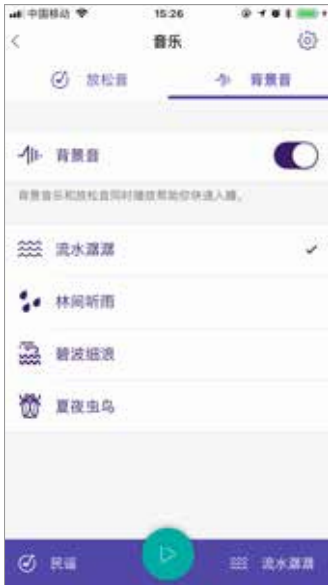 中国移动 15:26
音乐
放松音 背景音
背景音
背景音乐和放松音同时播放帮助你快速入睡。
流水潺潺
林间听雨
碧波细浪
夏夜虫鸟
民谣 流水潺潺